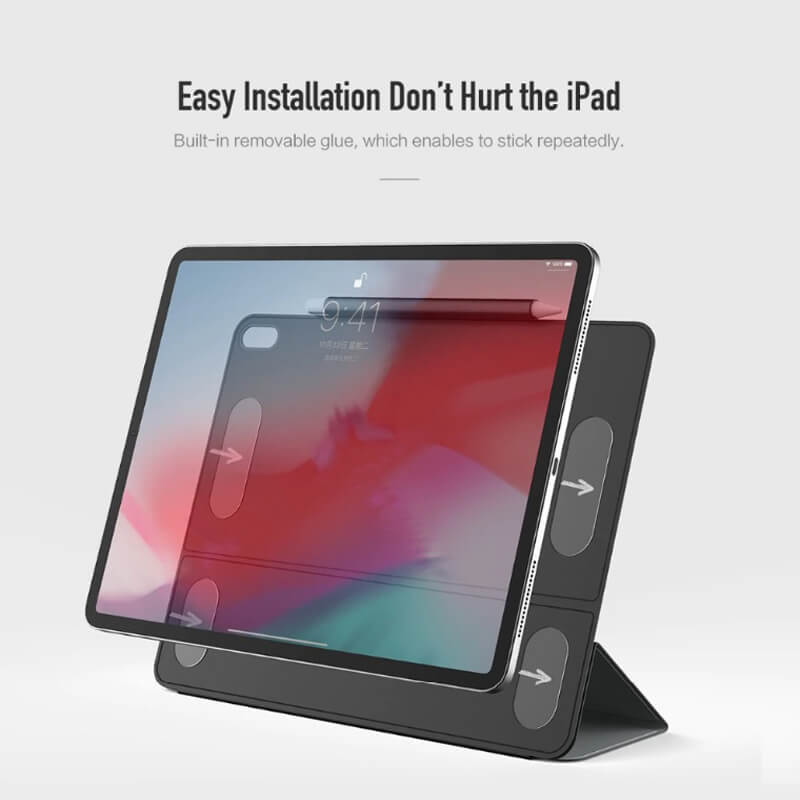 Easy Installation Don't Hurt the iPad
Built-in removable glue, which enables to stick repeatedly.
9:41